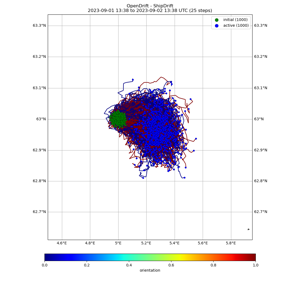 OpenDrift - ShipDrift
2023-09-01 13:38 to 2023-09-02 13:38 UTC (25 steps)
initial (1000)
active (1000)
63.3°N 63.3°N
63.2°N 63.2°N
63.1°N 63.1°N
63°N 63°N
62.9°N 62.9°N
62.8°N 62.8°N
62.7°N 62.7°N
4.6°E 4.8°E 5°E 5.2°E 5.4°E 5.6°E 5.8°E
0.0 0.2 0.4 0.6 0.8 1.0
orientation